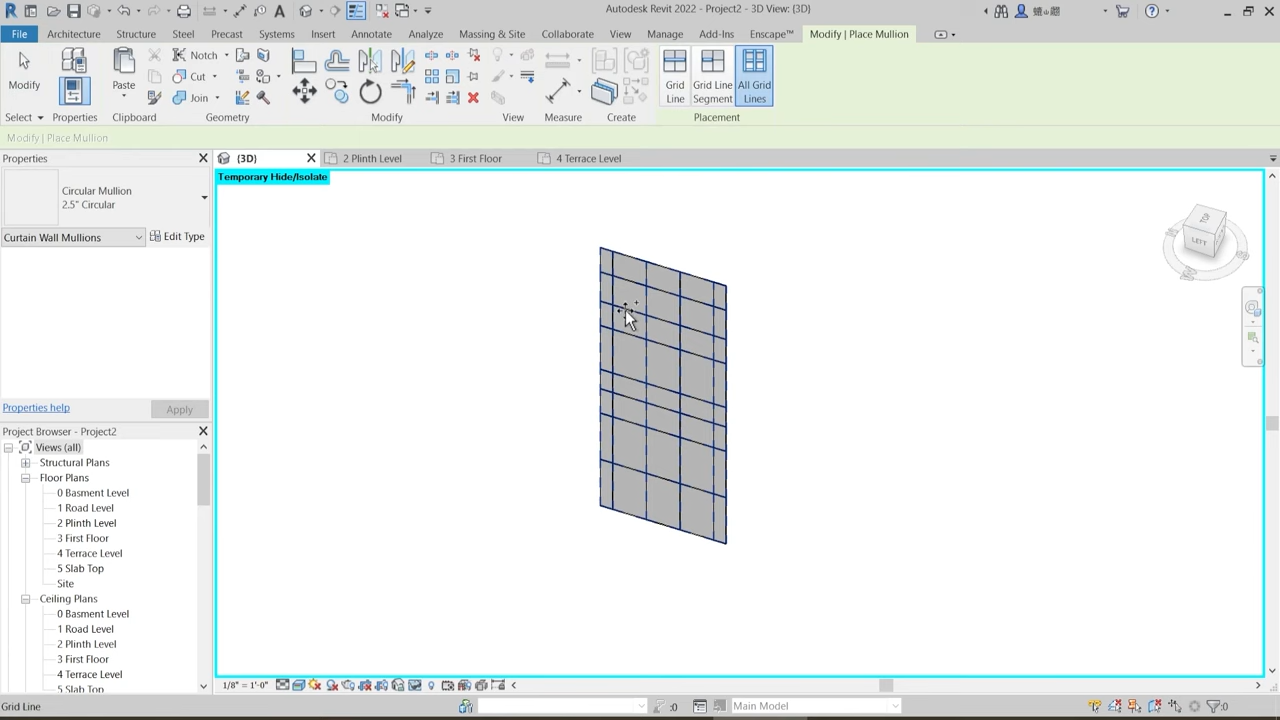 Autodesk Revit 2022 - Project2 - 3D View: {3D}
File Architecture Structure Steel Precast Systems Insert Annotate Analyze Massing & Site Collaborate View Manage Add-Ins Enscape™ Modify | Place Mullion
Modify Paste Notch Cut Join Grid Line Grid Line Segment All Grid Lines
Select Properties Clipboard Geometry Modify View Measure Create Placement
Modify | Place Mullion
Properties {3D} 2 Plinth Level 3 First Floor 4 Terrace Level
Temporary Hide/Isolate
Circular Mullion
2.5" Circular
Curtain Wall Mullions Edit Type
TOP
LEFT
Properties help Apply
Project Browser - Project2
Views (all)
Structural Plans
Floor Plans
0 Basment Level
1 Road Level
2 Plinth Level
3 First Floor
4 Terrace Level
5 Slab Top
Site
Ceiling Plans
0 Basment Level
1 Road Level
2 Plinth Level
3 First Floor
4 Terrace Level
5 Slab Top
1/8" = 1'-0"
Grid Line :0 Main Model :0